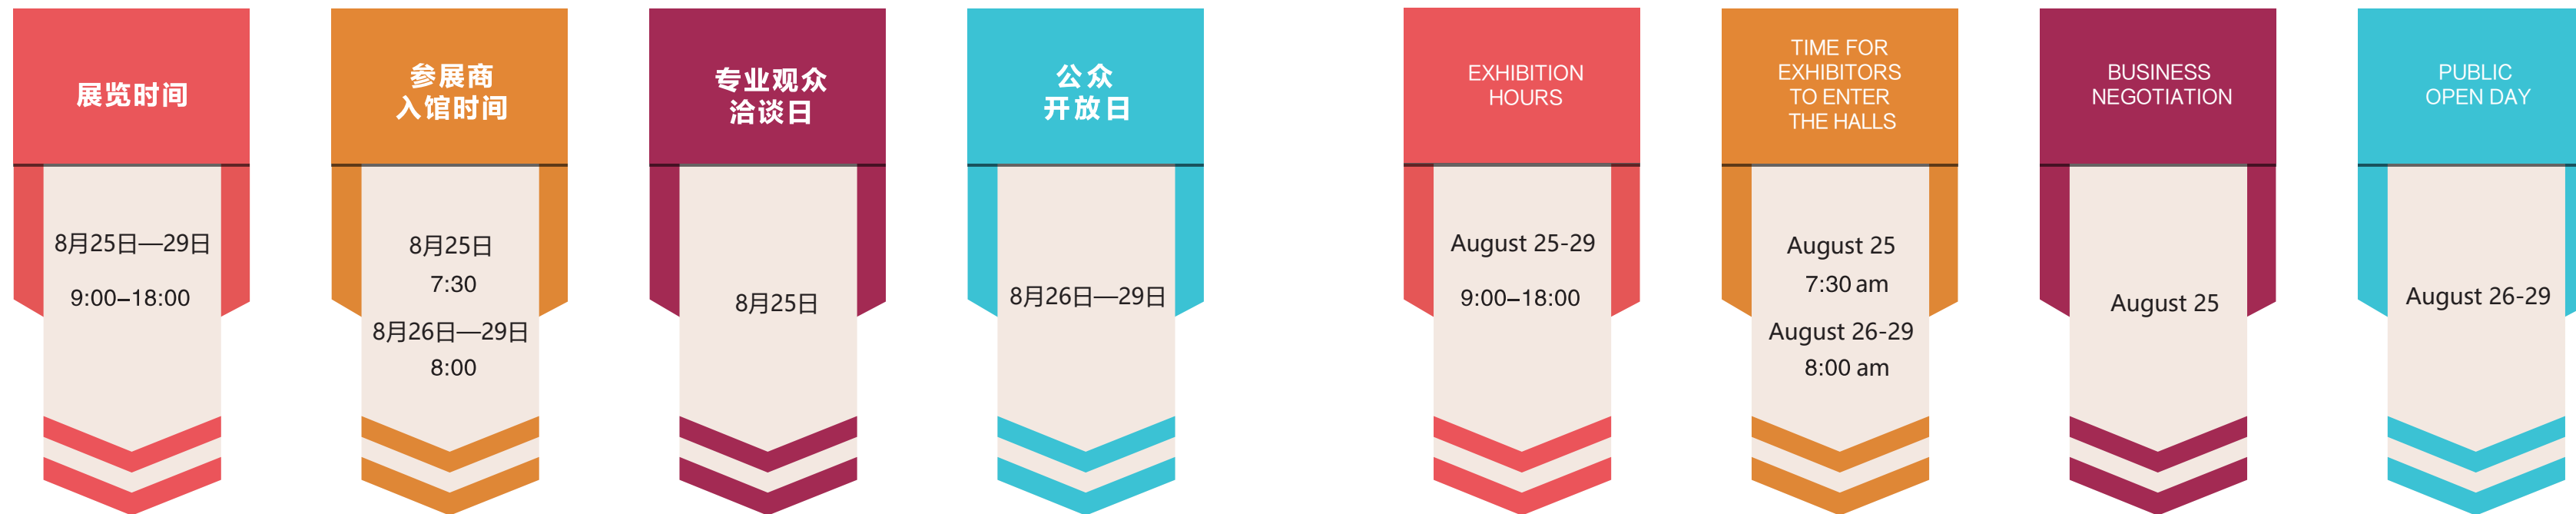 展览时间
8月25日—29日
9:00–18:00
参展商
入馆时间
8月25日
7:30
8月26日—29日
8:00
专业观众
洽谈日
8月25日
公众
开放日
8月26日—29日
EXHIBITION
HOURS
August 25-29
9:00–18:00
TIME FOR
EXHIBITORS
TO ENTER
THE HALLS
August 25
7:30 am
August 26-29
8:00 am
BUSINESS
NEGOTIATION
August 25
PUBLIC
OPEN DAY
August 26-29